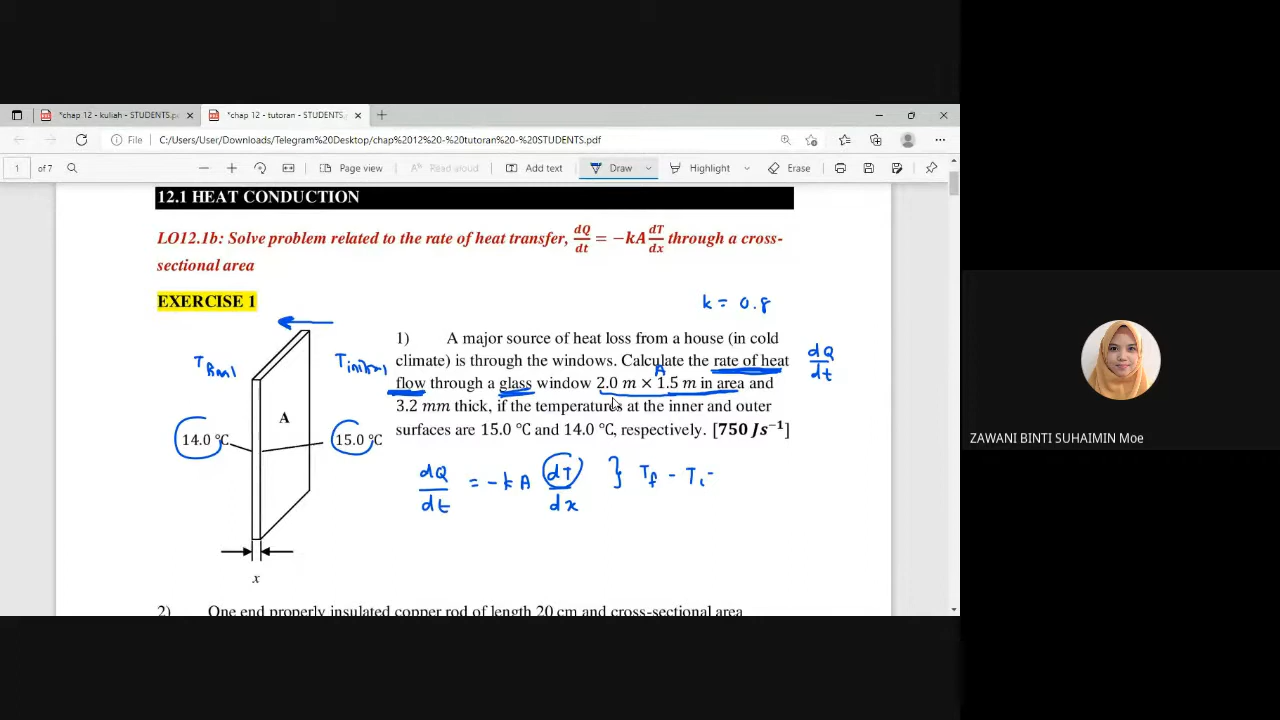 *chap 12 - kuliah - STUDENTS.p
*chap 12 - tutoran - STUDENTS.
File
C:/Users/User/Downloads/Telegram%20Desktop/chap%2012%20-%20tutoran%20-%20STUDENTS.pdf
1 of 7
Page view
Read aloud
Add text
Draw
Highlight
Erase
12.1 HEAT CONDUCTION
LO12.1b: Solve problem related to the rate of heat transfer, dQ/dt = −kA dT/dx through a cross-
sectional area
EXERCISE 1
k = 0.8
1) A major source of heat loss from a house (in cold
climate) is through the windows. Calculate the rate of heat
dQ/dt
flow through a glass window 2.0 m × 1.5 m in area and
A
3.2 mm thick, if the temperatures at the inner and outer
surfaces are 15.0 ℃ and 14.0 ℃, respectively. [750 Js⁻¹]
T final
T initial
A
14.0 ℃
15.0 ℃
x
dQ/dt = -kA dT/dx } Tf - Ti
2) One end properly insulated copper rod of length 20 cm and cross-sectional area
ZAWANI BINTI SUHAIMIN Moe